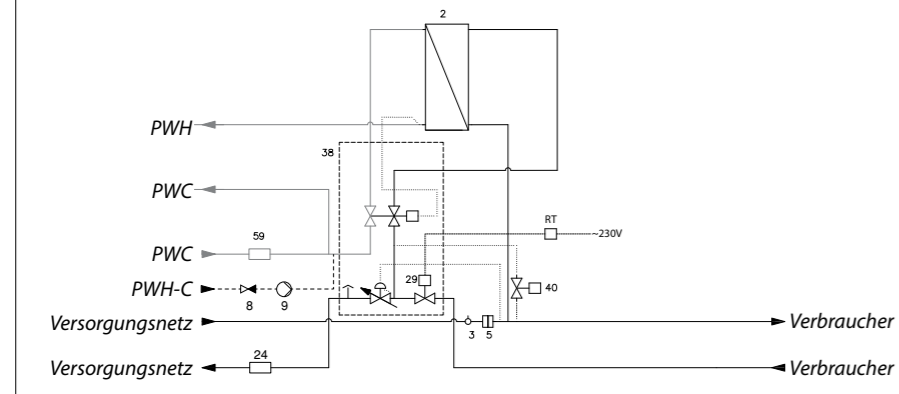 2
PWH
38
PWC
RT
~230V
59
PWC
29
40
PWH-C
8
9
Versorgungsnetz
3
5
Verbraucher
24
Versorgungsnetz
Verbraucher